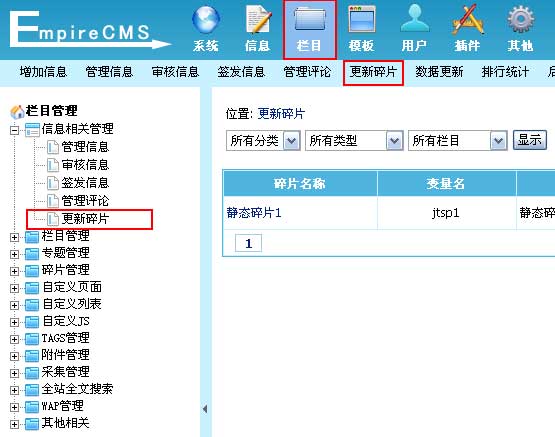 EmpireCMS
系统 信息 栏目 模板 用户 插件 其他
增加信息 管理信息 审核信息 签发信息 管理评论 更新碎片 数据更新 排行统计
栏目管理
信息相关管理
管理信息
审核信息
签发信息
管理评论
更新碎片
栏目管理
专题管理
碎片管理
自定义页面
自定义列表
自定义JS
TAGS管理
附件管理
采集管理
全站全文搜索
WAP管理
其他相关
位置: 更新碎片
所有分类 所有类型 所有栏目 显示
碎片名称 变量名
静态碎片1 jtsp1 静态碎
1